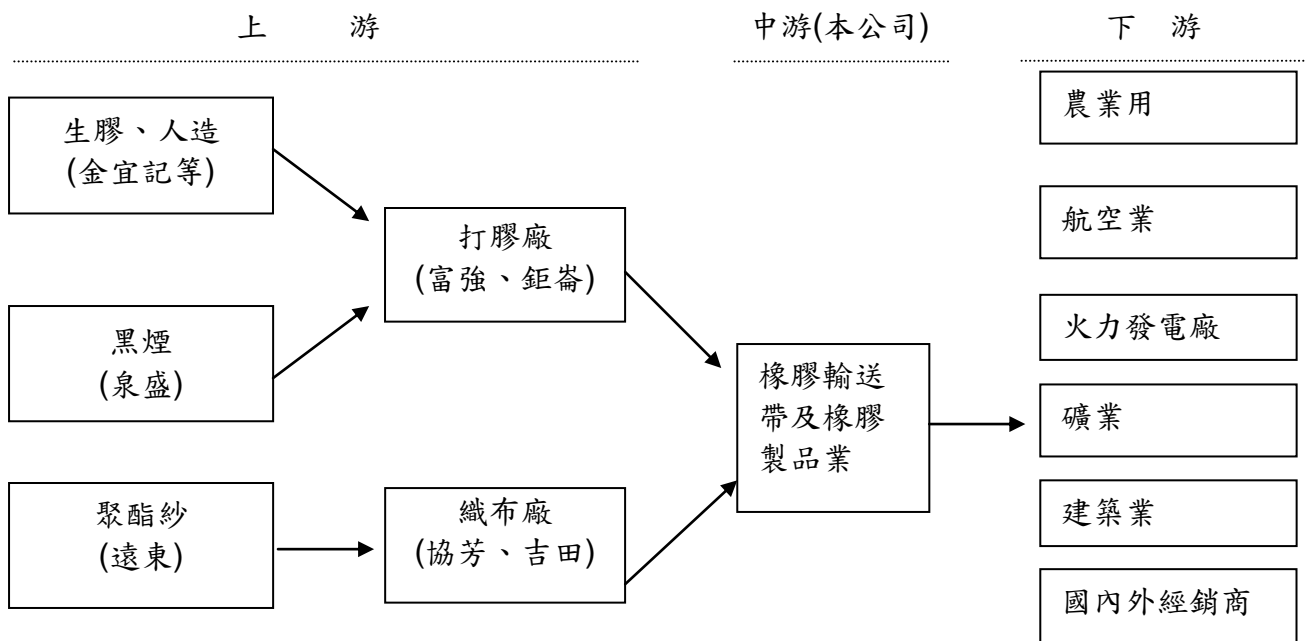 上 游
中游(本公司)
下 游
生膠、人造
(金宜記等)
黑煙
(泉盛)
聚酯紗
(遠東)
打膠廠
(富強、鉅崙)
織布廠
(協芳、吉田)
橡膠輸送
帶及橡膠
製品業
農業用
航空業
火力發電廠
礦業
建築業
國內外經銷商